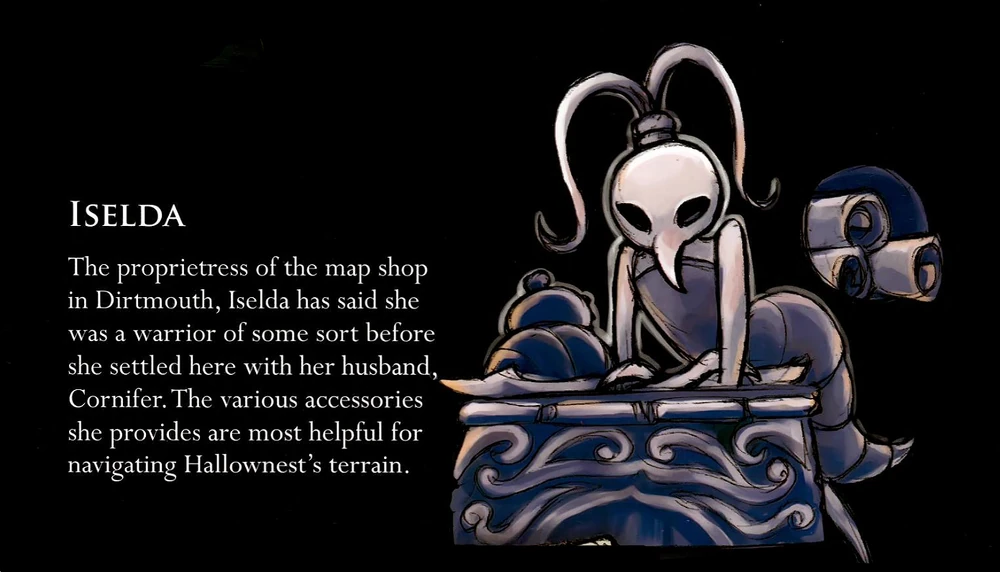 ISELDA
The proprietress of the map shop
in Dirtmouth, Iselda has said she
was a warrior of some sort before
she settled here with her husband,
Cornifer. The various accessories
she provides are most helpful for
navigating Hallownest’s terrain.